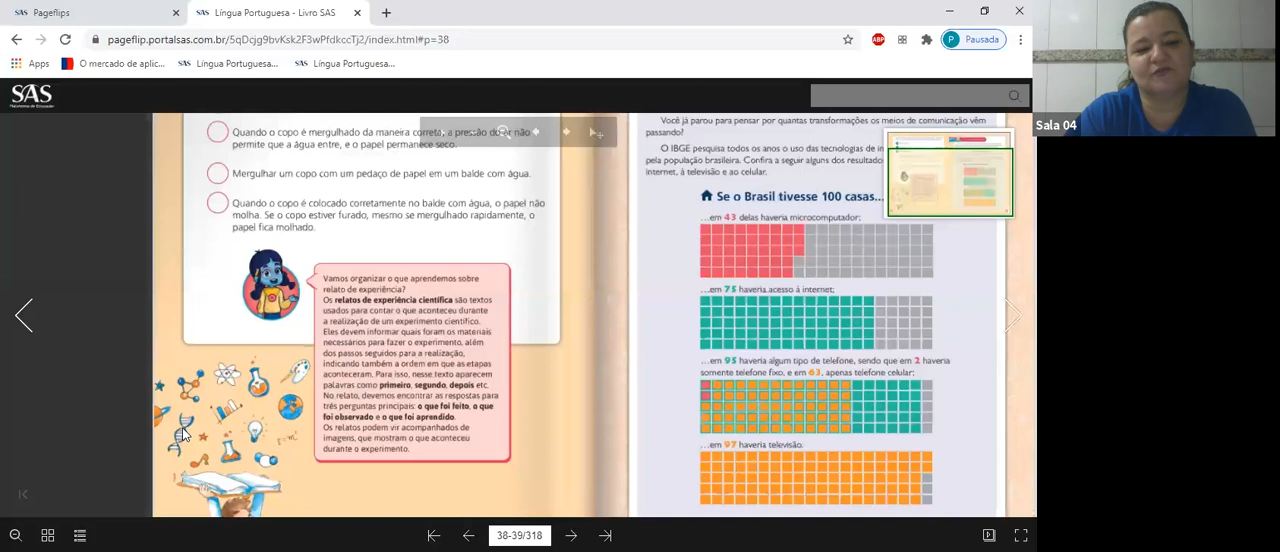 SAS Pageflips
SAS Língua Portuguesa - Livro SAS
pageflip.portalsas.com.br/5qDcjg9bvKsk2F3wPfdkccTj2/index.html#p=38
ABP
P Pausada
Apps O mercado de aplic... SAS Língua Portuguesa... SAS Língua Portuguesa...
SAS
Plataforma de Educação
Sala 04
Quando o copo é mergulhado da maneira correta, a pressão do ar não
permite que a água entre, e o papel permanece seco.
Mergulhar um copo com um pedaço de papel em um balde com água.
Quando o copo é colocado corretamente no balde com água, o papel não
molha. Se o copo estiver furado, mesmo se mergulhado rapidamente, o
papel fica molhado.
Vamos organizar o que aprendemos sobre
relato de experiência?
Os relatos de experiência científica são textos
usados para contar o que aconteceu durante
a realização de um experimento científico.
Eles devem informar quais foram os materiais
necessários para fazer o experimento, além
dos passos seguidos para a realização,
indicando também a ordem em que as etapas
aconteceram. Para isso, nesse texto aparecem
palavras como primeiro, segundo, depois etc.
No relato, devemos encontrar as respostas para
três perguntas principais: o que foi feito, o que
foi observado e o que foi aprendido.
Os relatos podem vir acompanhados de
imagens, que mostram o que aconteceu
durante o experimento.
Você já parou para pensar por quantas transformações os meios de comunicação vêm
passando?
O IBGE pesquisa todos os anos o uso das tecnologias de
pela população brasileira. Confira a seguir alguns dos resultados
internet, à televisão e ao celular.
Se o Brasil tivesse 100 casas...
...em 43 delas haveria microcomputador;
...em 75 haveria acesso à internet;
...em 95 haveria algum tipo de telefone, sendo que em 2 haveria
somente telefone fixo, e em 63, apenas telefone celular;
...em 97 haveria televisão.
38-39/318